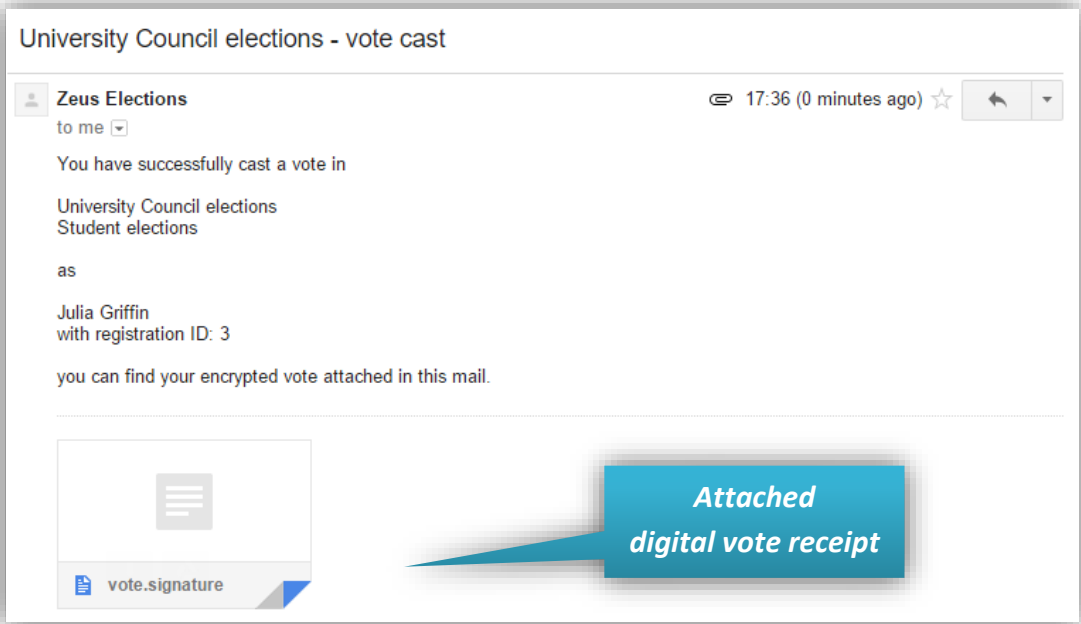 University Council elections - vote cast
Zeus Elections
17:36 (0 minutes ago)
to me
You have successfully cast a vote in
University Council elections
Student elections
as
Julia Griffin
with registration ID: 3
you can find your encrypted vote attached in this mail.
Attached
digital vote receipt
vote.signature